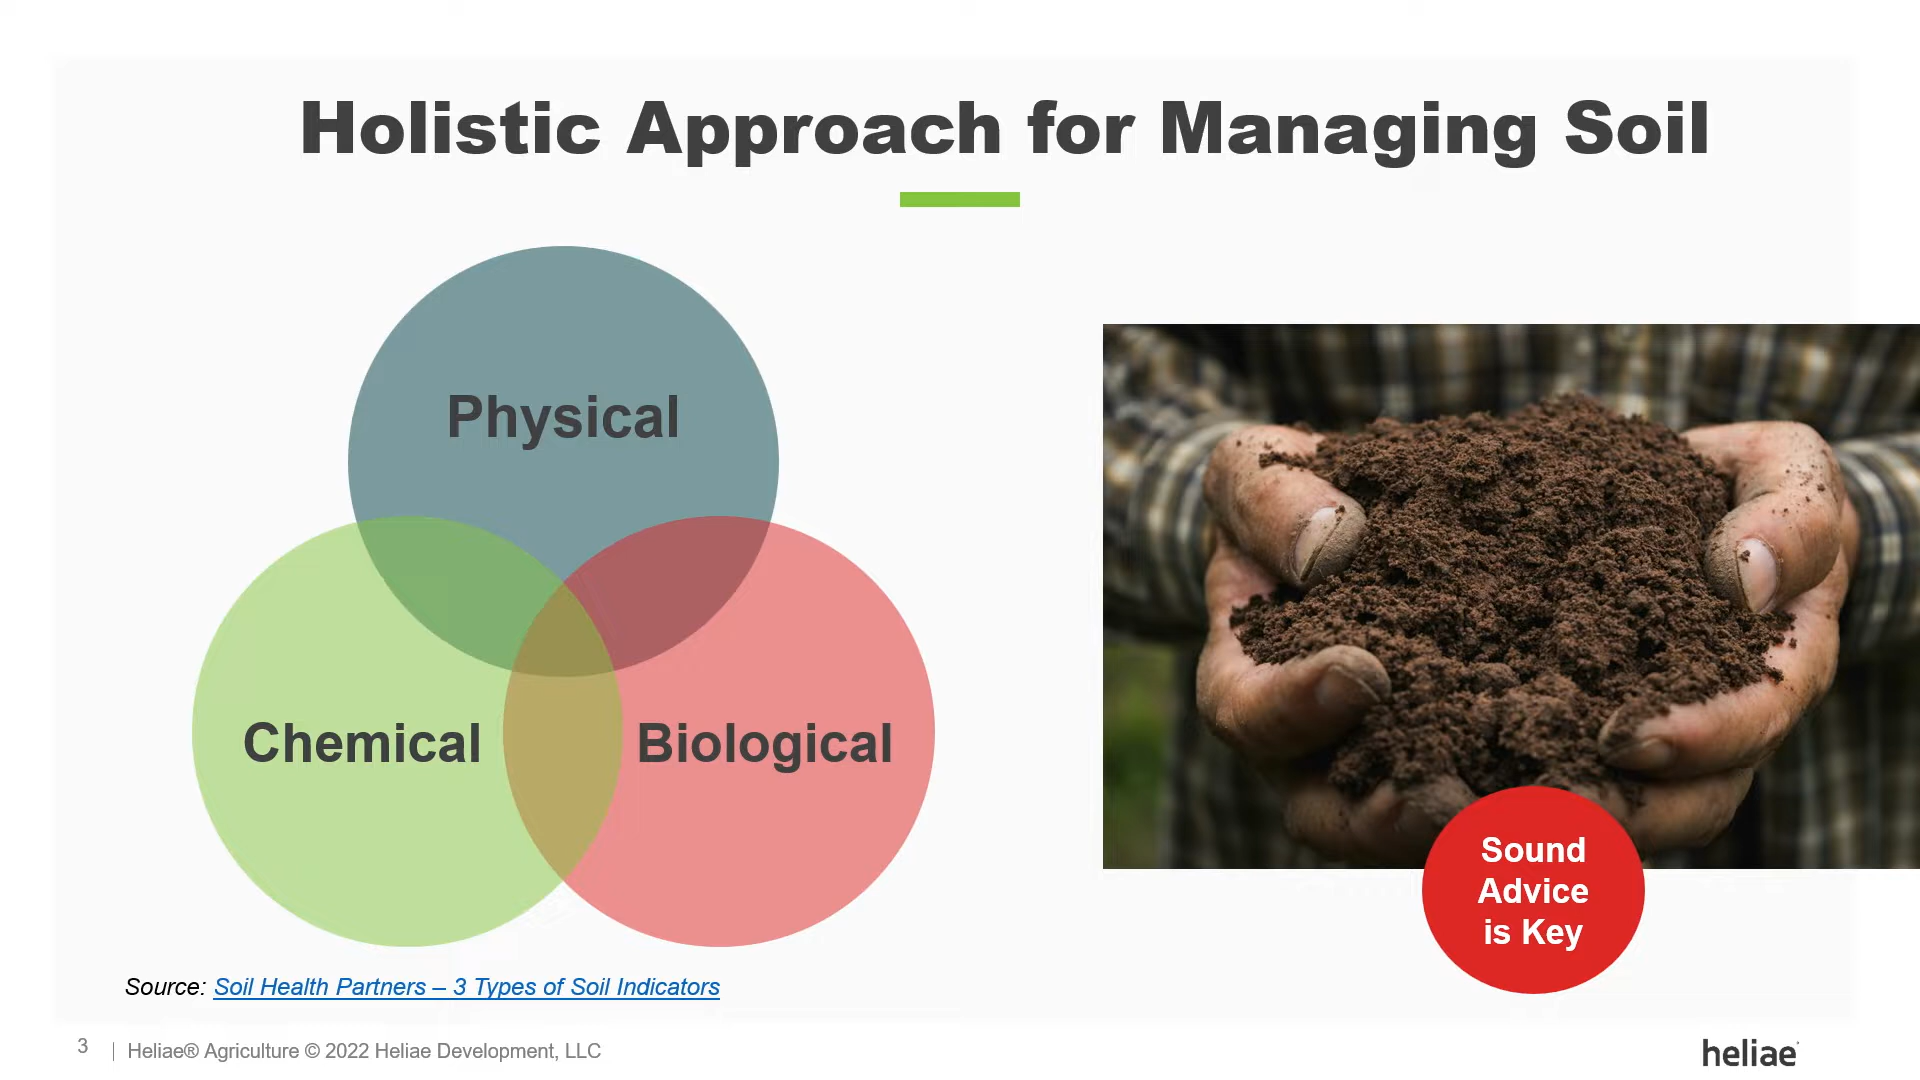 Holistic Approach for Managing Soil
Physical
Chemical
Biological
Sound
Advice
is Key
Source: Soil Health Partners – 3 Types of Soil Indicators
3 | Heliae® Agriculture © 2022 Heliae Development, LLC
heliae